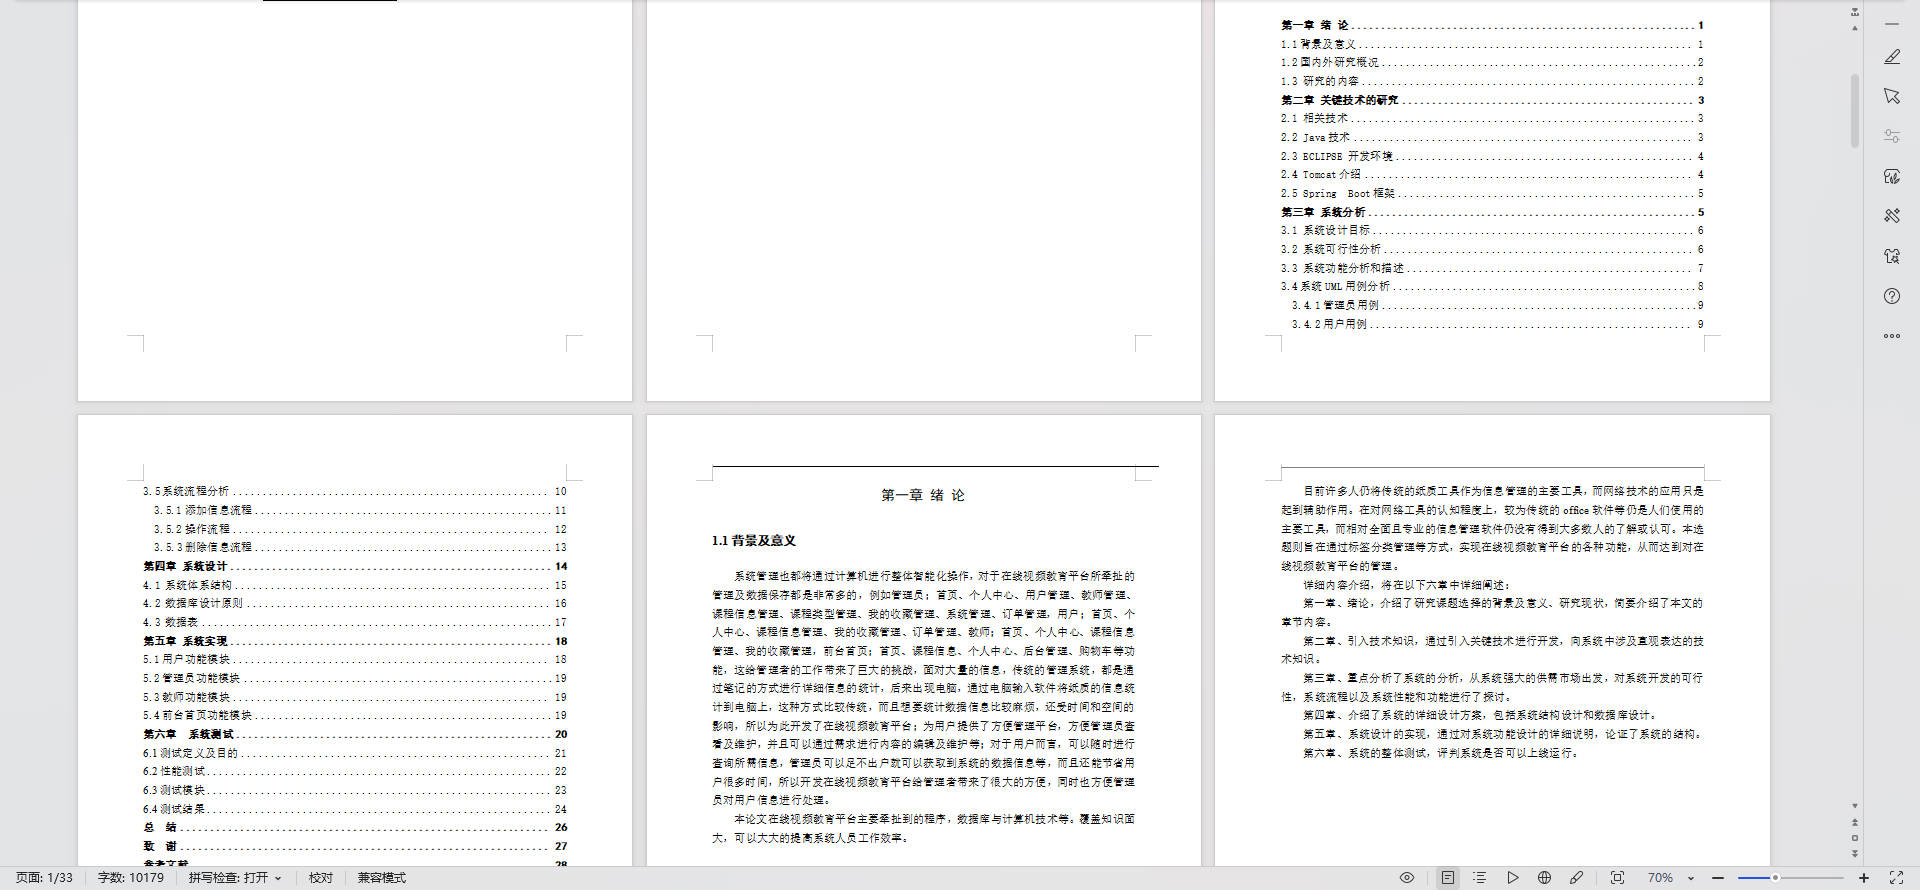 第一章 绪 论 1
1.1背景及意义 1
1.2国内外研究概况 2
1.3 研究的内容 2
第二章 关键技术的研究 3
2.1 相关技术 3
2.2 Java技术 3
2.3 ECLIPSE 开发环境 4
2.4 Tomcat介绍 4
2.5 Spring Boot框架 5
第三章 系统分析 5
3.1 系统设计目标 6
3.2 系统可行性分析 6
3.3 系统功能分析和描述 7
3.4系统UML用例分析 8
3.4.1管理员用例 9
3.4.2用户用例 9
3.5系统流程分析 10
3.5.1添加信息流程 11
3.5.2操作流程 12
3.5.3删除信息流程 13
第四章 系统设计 14
4.1 系统体系结构 15
4.2 数据库设计原则 16
4.3 数据表 17
第五章 系统实现 18
5.1用户功能模块 18
5.2管理员功能模块 19
5.3教师功能模块 19
5.4前台首页功能模块 19
第六章 系统测试 20
6.1测试定义及目的 21
6.2性能测试 22
6.3测试模块 23
6.4测试结果 24
总 结 26
致 谢 27
参考文献 28
第一章 绪 论
1.1 背景及意义
系统管理也都将通过计算机进行整体智能化操作，对于在线视频教育平台所牵扯的
管理及数据保存都是非常多的，例如管理员；首页、个人中心、用户管理、教师管理、
课程信息管理、课程类型管理、我的收藏管理、系统管理、订单管理，用户；首页、个
人中心、课程信息管理、我的收藏管理、订单管理、教师；首页、个人中心、课程信息
管理、我的收藏管理，前台首页；首页、课程信息、个人中心、后台管理、购物车等功
能，这给管理者的工作带来了巨大的挑战，面对大量的信息，传统的管理系统，都是通
过笔记的方式进行详细信息的统计，后来出现电脑，通过电脑输入软件将纸质的信息统
计到电脑上，这种方式比较传统，而且想要统计数据信息比较麻烦，还受时间和空间的
影响，所以为此开发了在线视频教育平台；为用户提供了方便管理平台，方便管理员查
看及维护，并且可以通过需求进行内容的编辑及维护等；对于用户而言，可以随时进行
查询所需信息，管理员可以足不出户就可以获取到系统的数据信息等，而且还能节省用
户很多时间，所以开发在线视频教育平台给管理者带来了很大的方便，同时也方便管理
员对用户信息进行处理。
本论文在线视频教育平台主要牵扯到的程序，数据库与计算机技术等。覆盖知识面
大，可以大大的提高系统人员工作效率。
目前许多人仍将传统的纸质工具作为信息管理的主要工具，而网络技术的应用只是
起到辅助作用。在对网络工具的认知程度上，较为传统的office软件等仍是人们使用的
主要工具，而相对全面且专业的信息管理软件仍没有得到大多数人的了解或认可。本选
题则旨在通过标签分类管理等方式，实现在线视频教育平台的各种功能，从而达到对在
线视频教育平台的管理。
详细内容介绍，将在以下六章中详细阐述：
第一章、绪论，介绍了研究课题选择的背景及意义、研究现状，简要介绍了本文的
章节内容。
第二章、引入技术知识，通过引入关键技术进行开发，向系统中涉及直观表达的技
术知识。
第三章、重点分析了系统的分析，从系统强大的供需市场出发，对系统开发的可行
性，系统流程以及系统性能和功能进行了探讨。
第四章、介绍了系统的详细设计方案，包括系统结构设计和数据库设计。
第五章、系统设计的实现，通过对系统功能设计的详细说明，论证了系统的结构。
第六章、系统的整体测试，评判系统是否可以上线运行。
页面: 1/33 字数: 10179 拼写检查: 打开 校对 兼容模式 70%